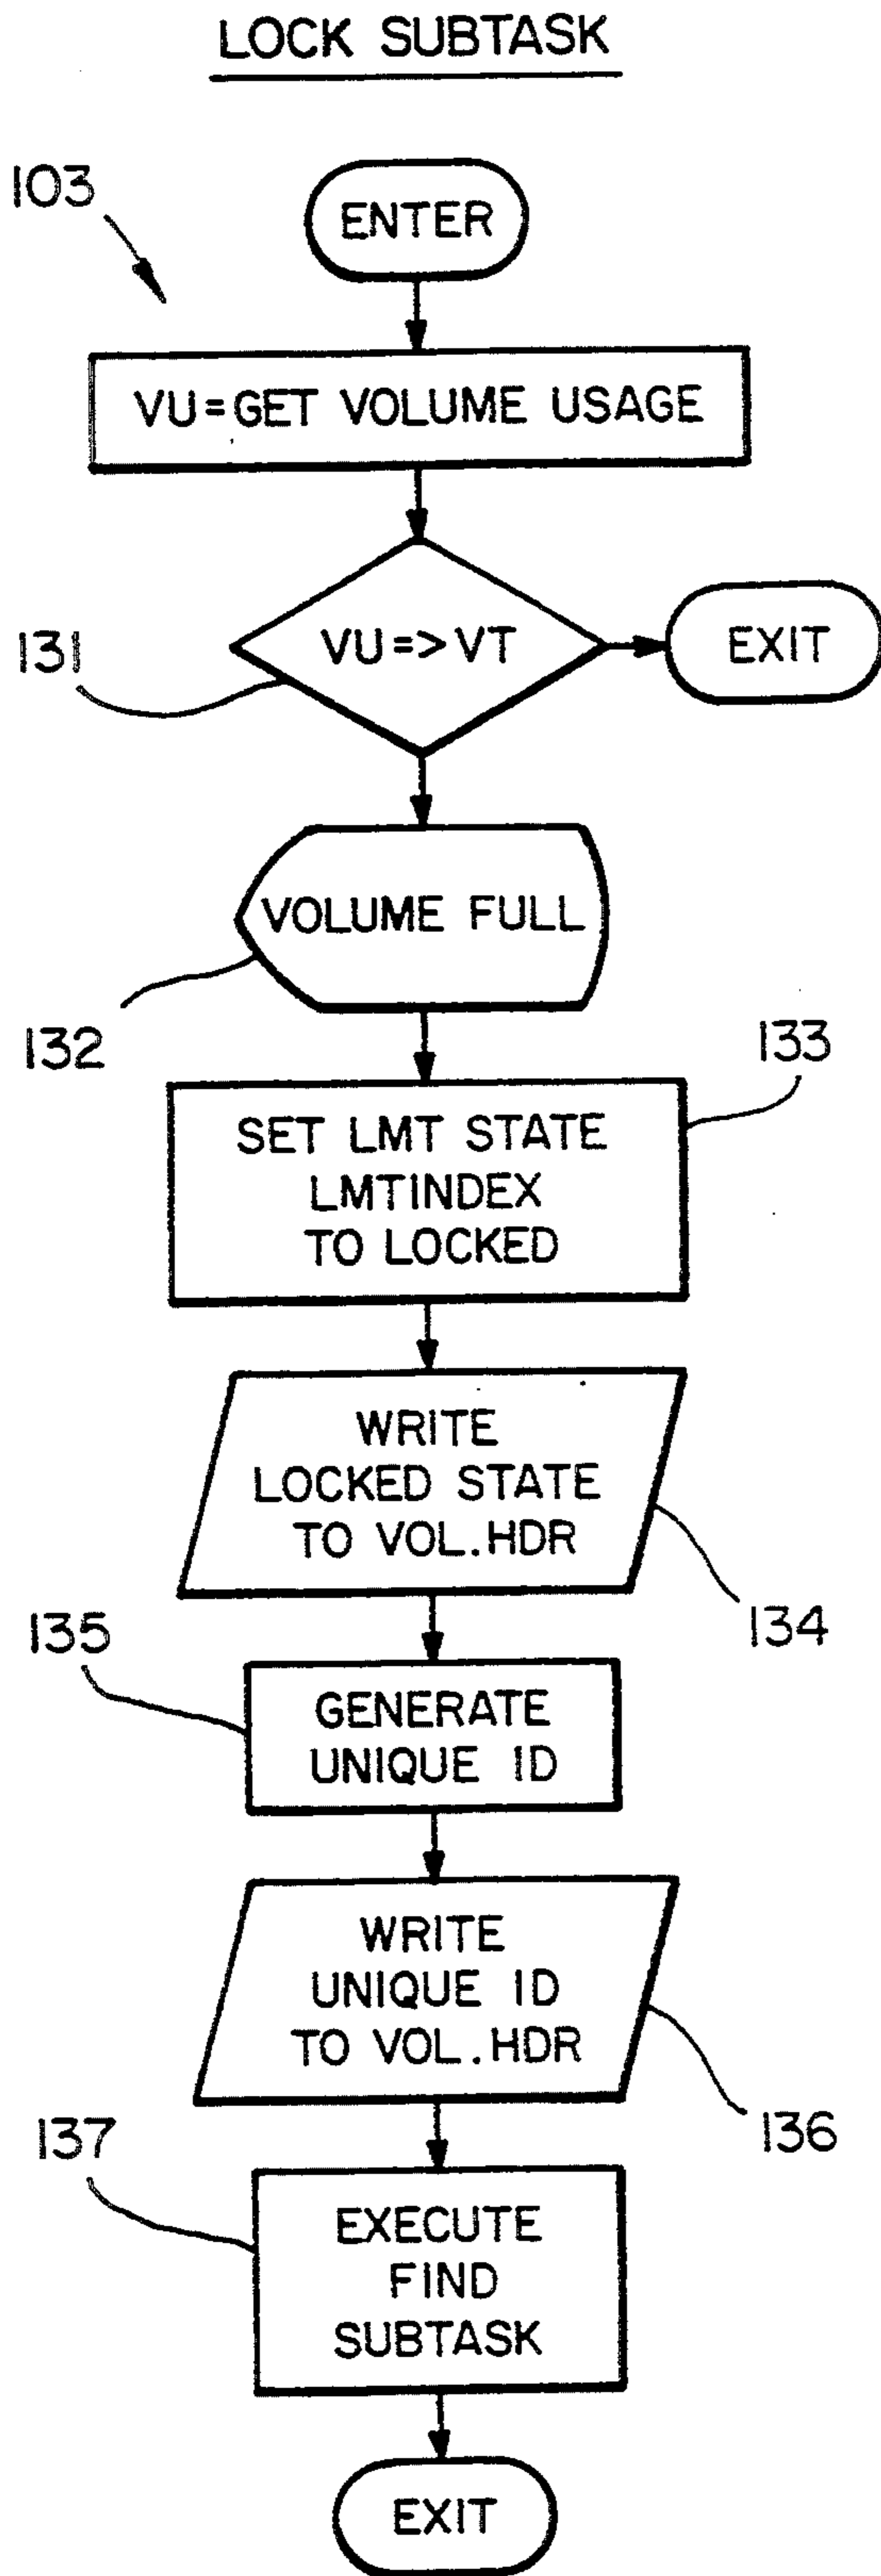 LOCK SUBTASK
103
ENTER
VU=GET VOLUME USAGE
131
VU=> VT
EXIT
VOLUME FULL
132
133
SET LMT STATE
LMTINDEX
TO LOCKED
WRITE
LOCKED STATE
TO VOL.HDR
134
135
GENERATE
UNIQUE ID
WRITE
UNIQUE ID
TO VOL.HDR
136
137
EXECUTE
FIND
SUBTASK
EXIT